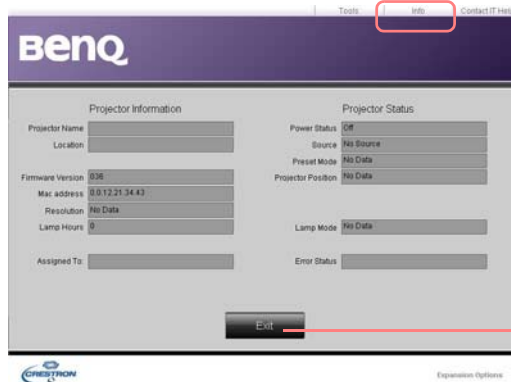 Tools Info Contact IT Help
BenQ
Projector Information
Projector Name
Location
Firmware Version 036
Mac address 0.0.12.21.34.43
Resolution No Data
Lamp Hours 0
Assigned To:
Projector Status
Power Status Off
Source No Source
Preset Mode No Data
Projector Position No Data
Lamp Mode No Data
Error Status
Exit
CRESTRON
Expansion Options